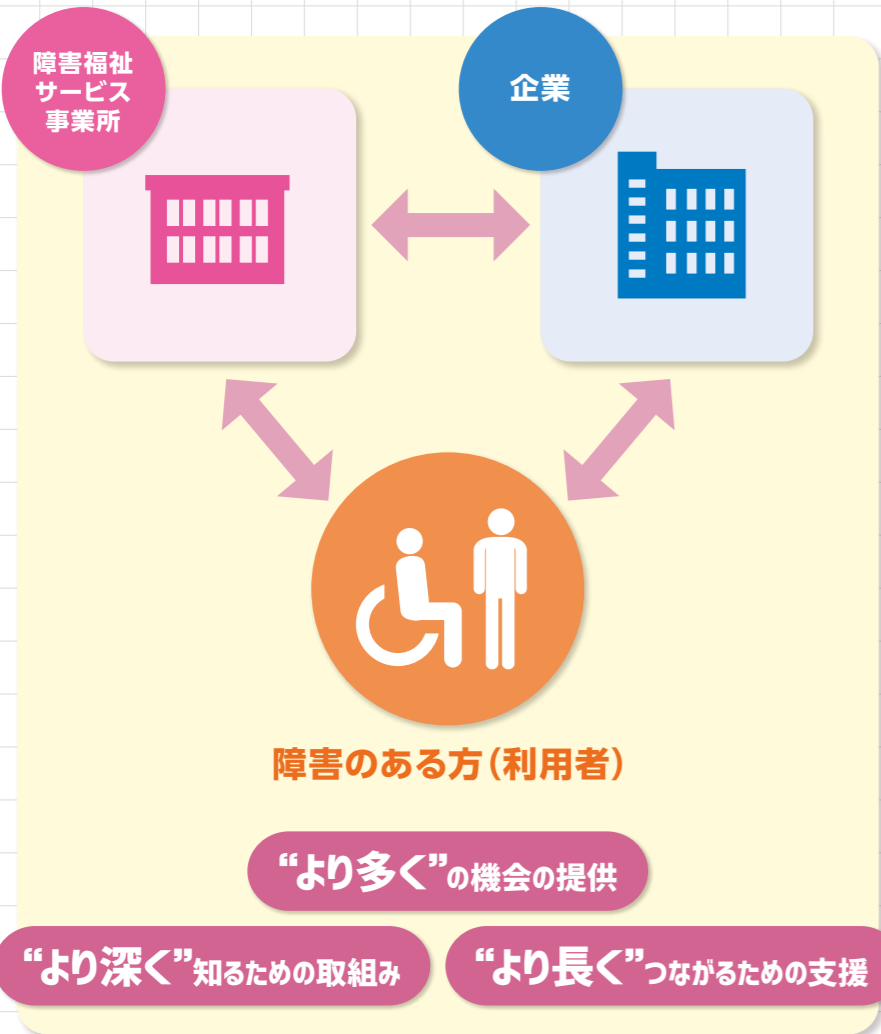 障害福祉
サービス
事業所
企業
障害のある方(利用者)
“より多く”の機会の提供
“より深く”知るための取組み
“より長く”つながるための支援